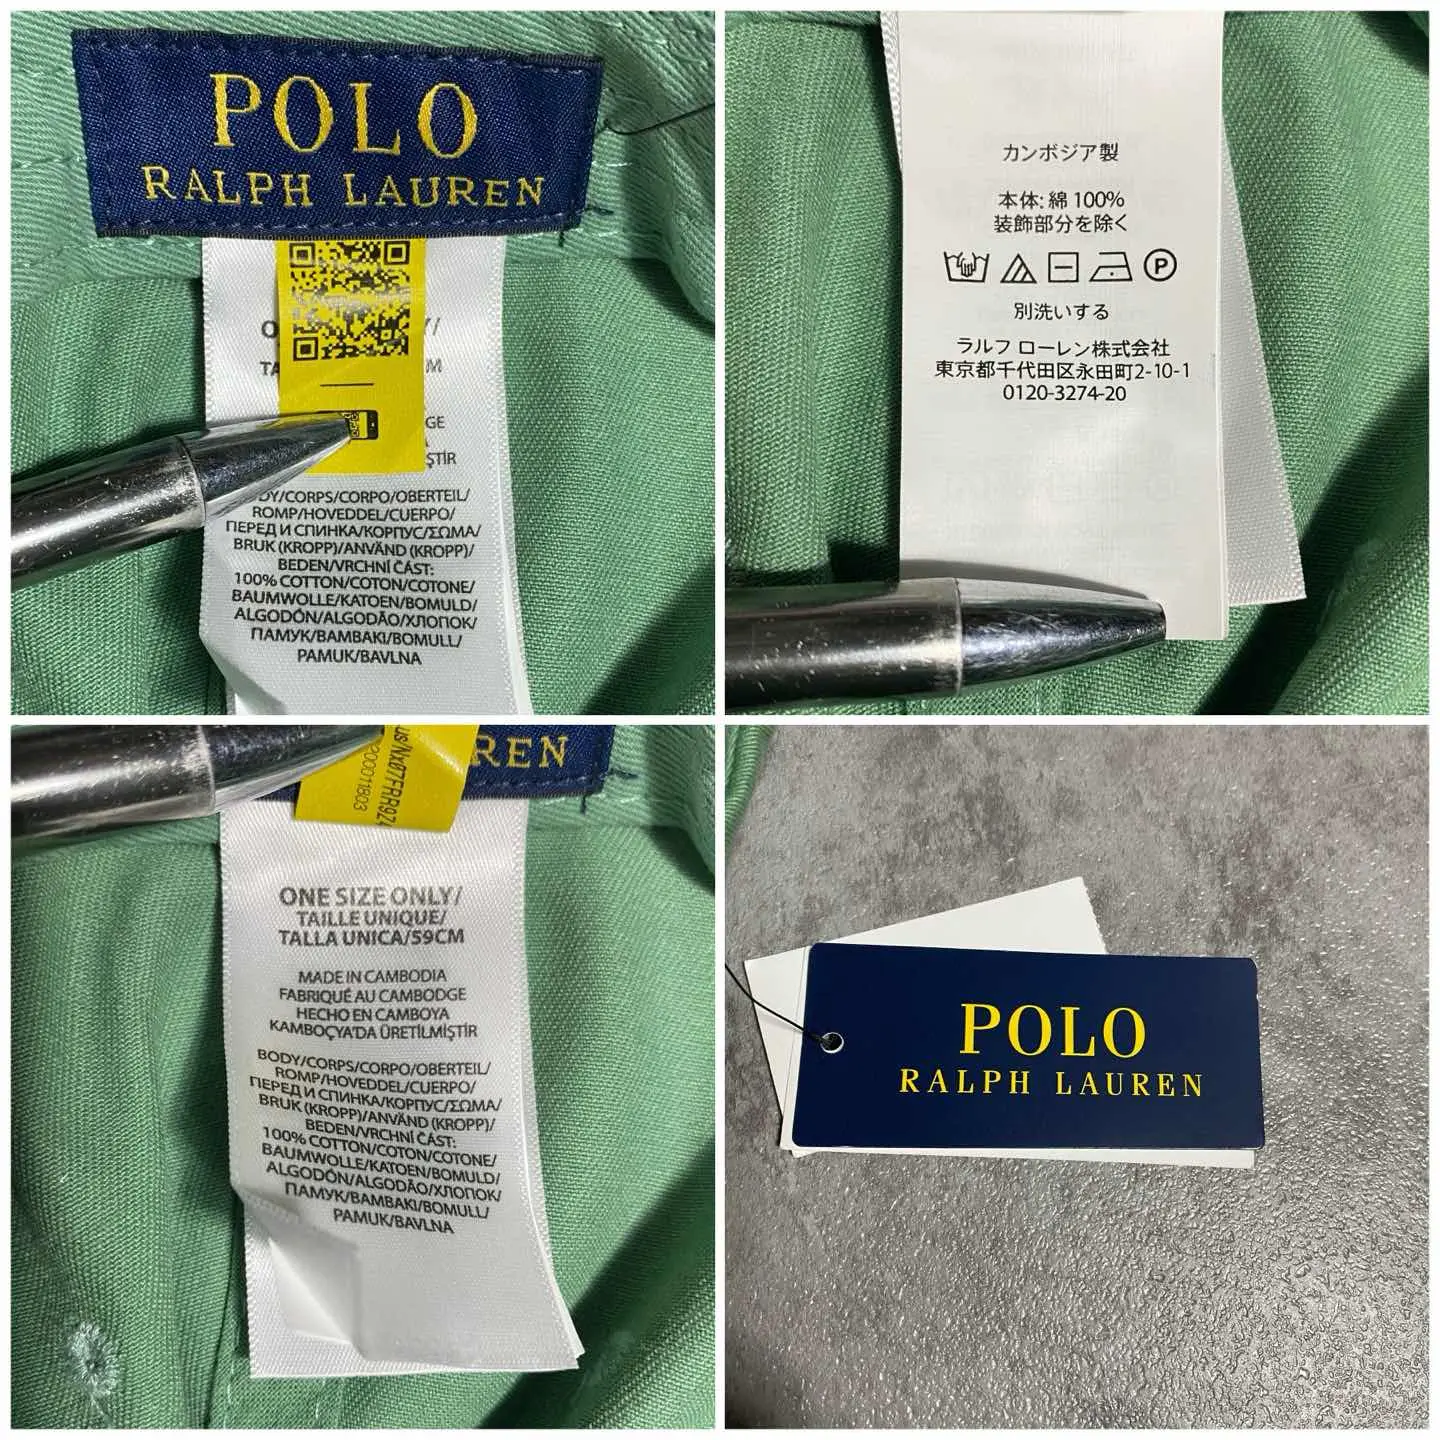 POLO
RALPH LAUREN
ŞTİR
BODY/CORPS/CORPO/OBERTEIL/
ROMP/HOVEDDEL/CUERPO/
ПЕРЕД И СПИНКА/КОРПУС/ΣΩΜΑ/
BRUK (KROPP)/ANVÄND (KROPP)/
BEDEN/VRCHNÍ ČÁST:
100% COTTON/COTON/COTONE/
BAUMWOLLE/KATOEN/BOMULD/
ALGODÓN/ALGODÃO/ХЛОПОК/
ΠΑΜΥΚ/BAMBAKI/BOMULL/
PAMUK/BAVLNA
カンボジア製
本体: 綿 100%
装飾部分を除く
P
別洗いする
ラルフ ローレン株式会社
東京都千代田区永田町2-10-1
0120-3274-20
REN
ONE SIZE ONLY/
TAILLE UNIQUE/
TALLA UNICA/59CM
MADE IN CAMBODIA
FABRIQUÉ AU CAMBODGE
HECHO EN CAMBOYA
KAMBOÇYA'DA ÜRETİLMİŞTİR
BODY/CORPS/CORPO/OBERTEIL/
ROMP/HOVEDDEL/CUERPO/
ПЕРЕД И СПИНКА/КОРПУС/ΣΩΜΑ/
BRUK (KROPP)/ANVÄND (KROPP)/
BEDEN/VRCHNÍ ČÁST:
100% COTTON/COTON/COTONE/
BAUMWOLLE/KATOEN/BOMULD/
ALGODÓN/ALGODÃO/ХЛОПОК/
ΠΑΜΥΚ/BAMBAKI/BOMULL/
PAMUK/BAVLNA
POLO
RALPH LAUREN